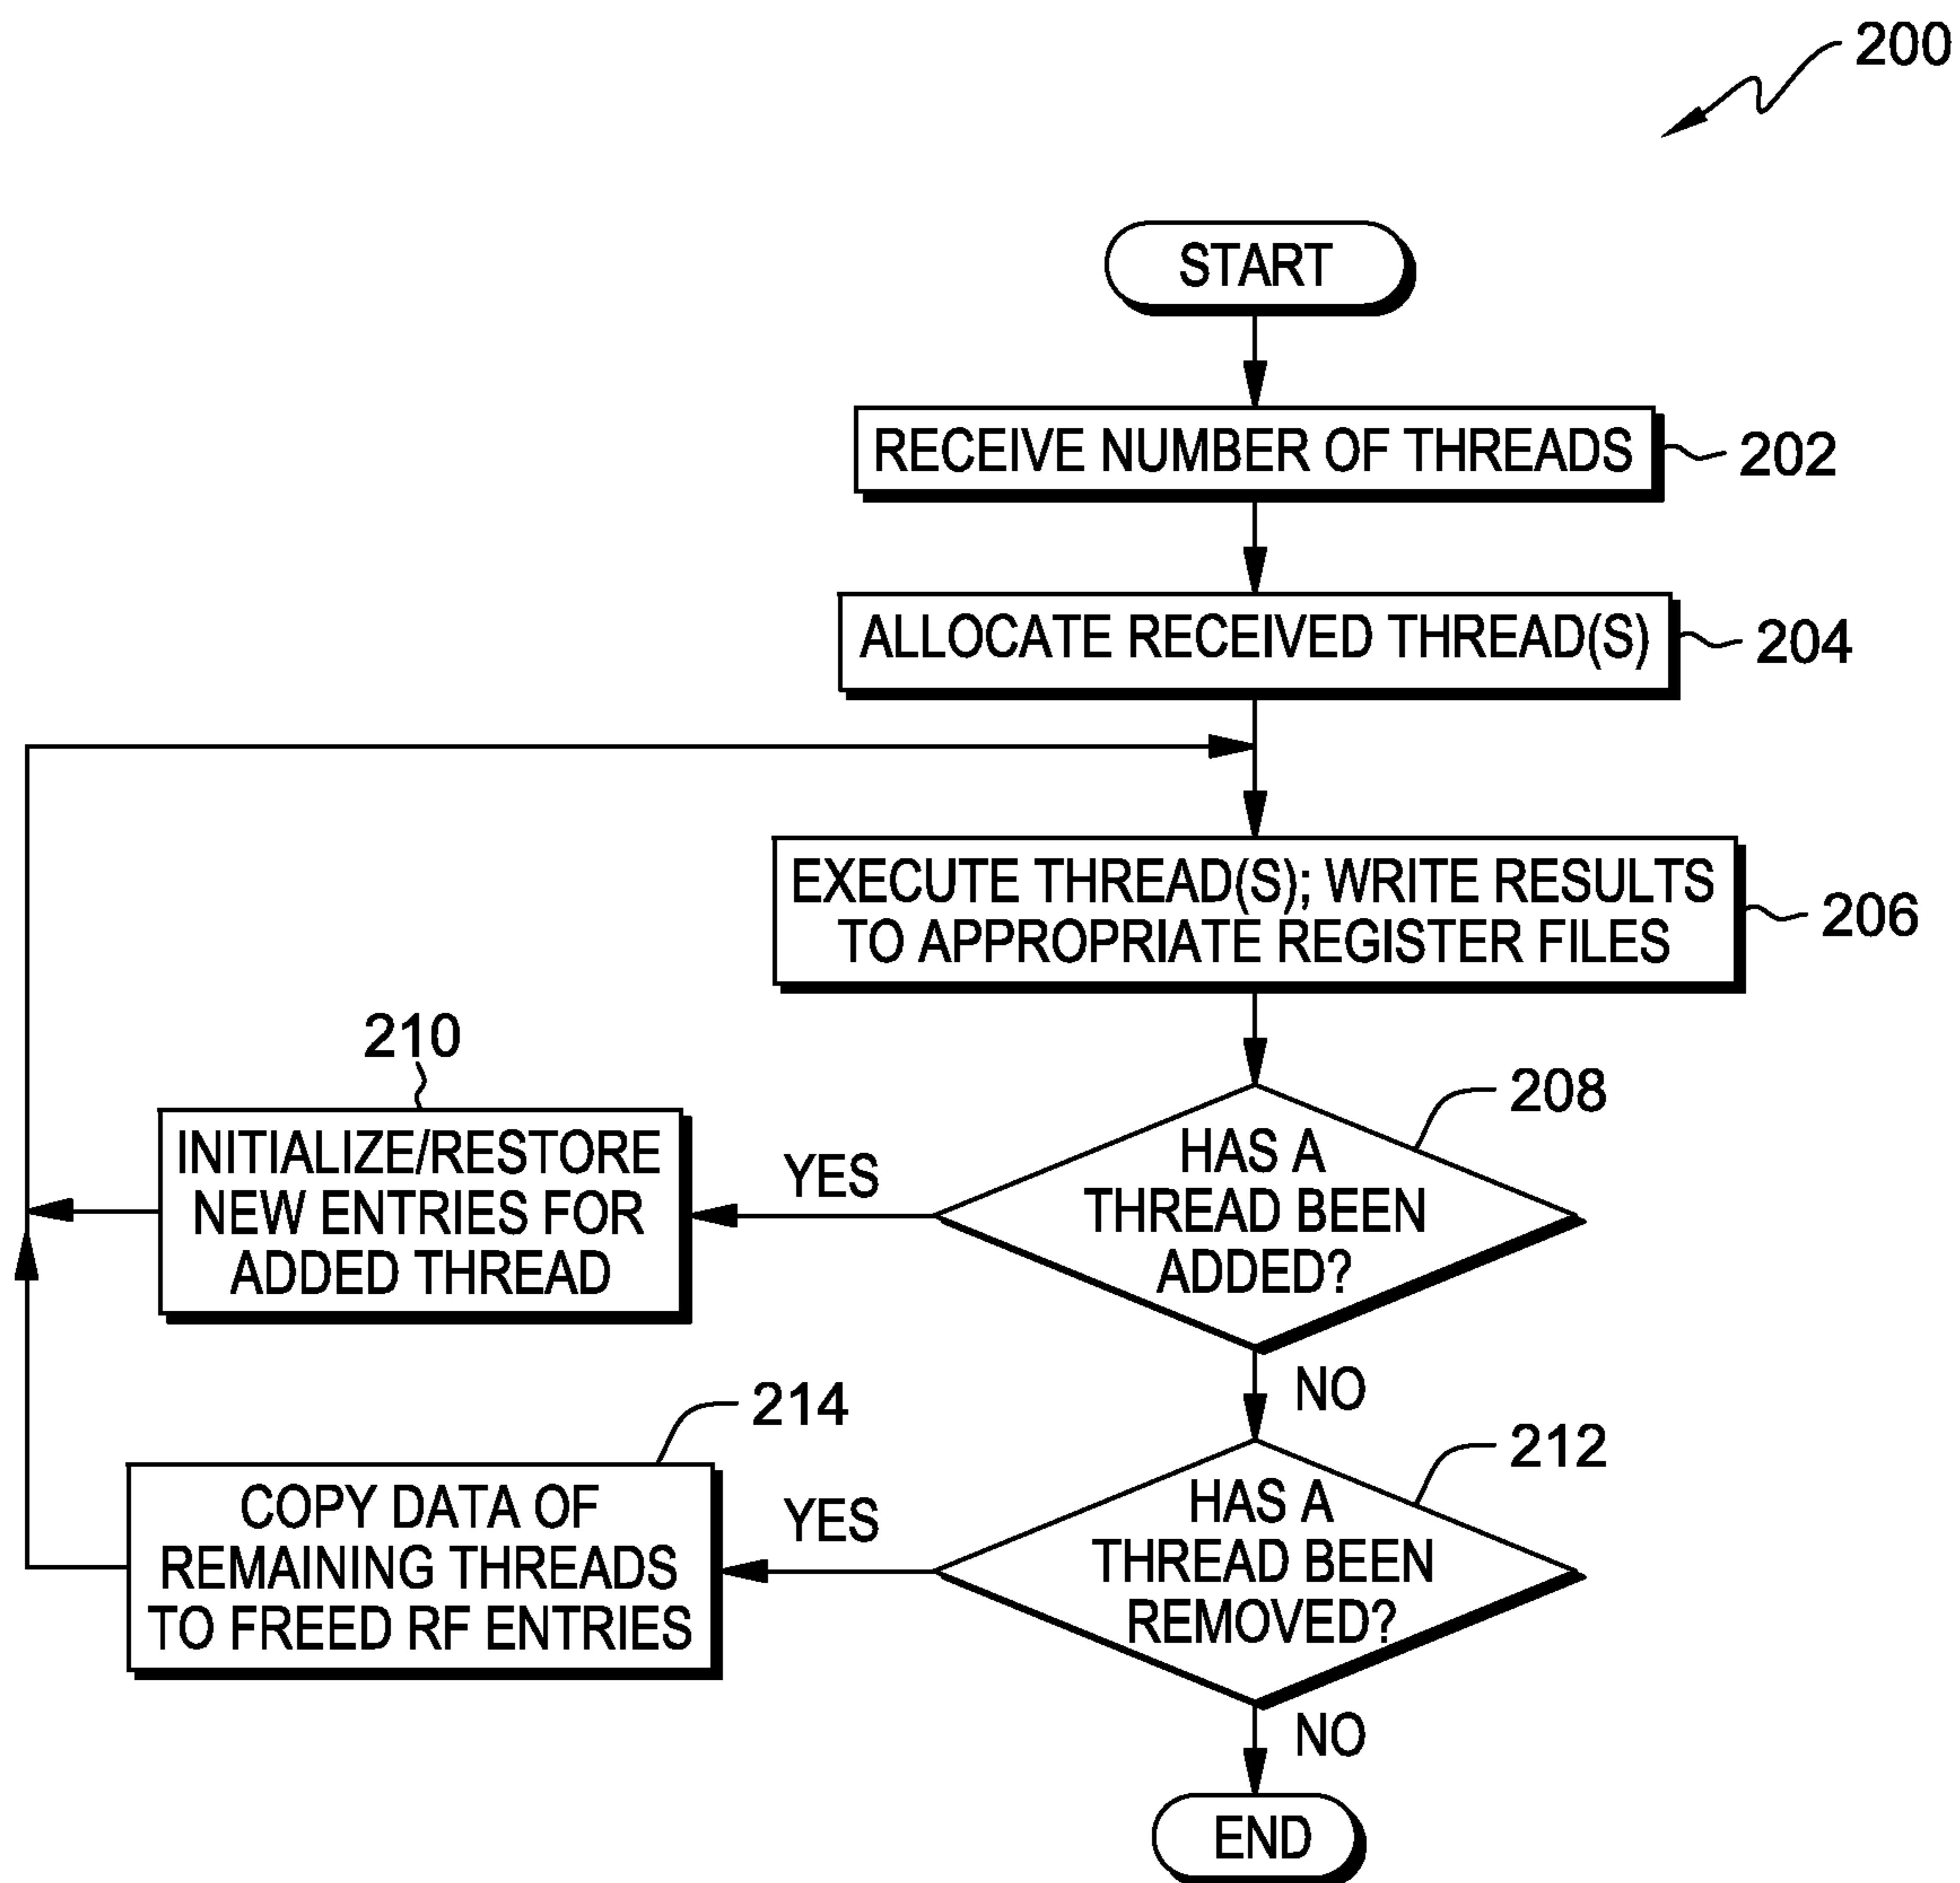 200
START
RECEIVE NUMBER OF THREADS
202
ALLOCATE RECEIVED THREAD(S)
204
EXECUTE THREAD(S); WRITE RESULTS
TO APPROPRIATE REGISTER FILES
206
208
HAS A
THREAD BEEN
ADDED?
YES
210
INITIALIZE/RESTORE
NEW ENTRIES FOR
ADDED THREAD
NO
212
HAS A
THREAD BEEN
REMOVED?
YES
214
COPY DATA OF
REMAINING THREADS
TO FREED RF ENTRIES
NO
END